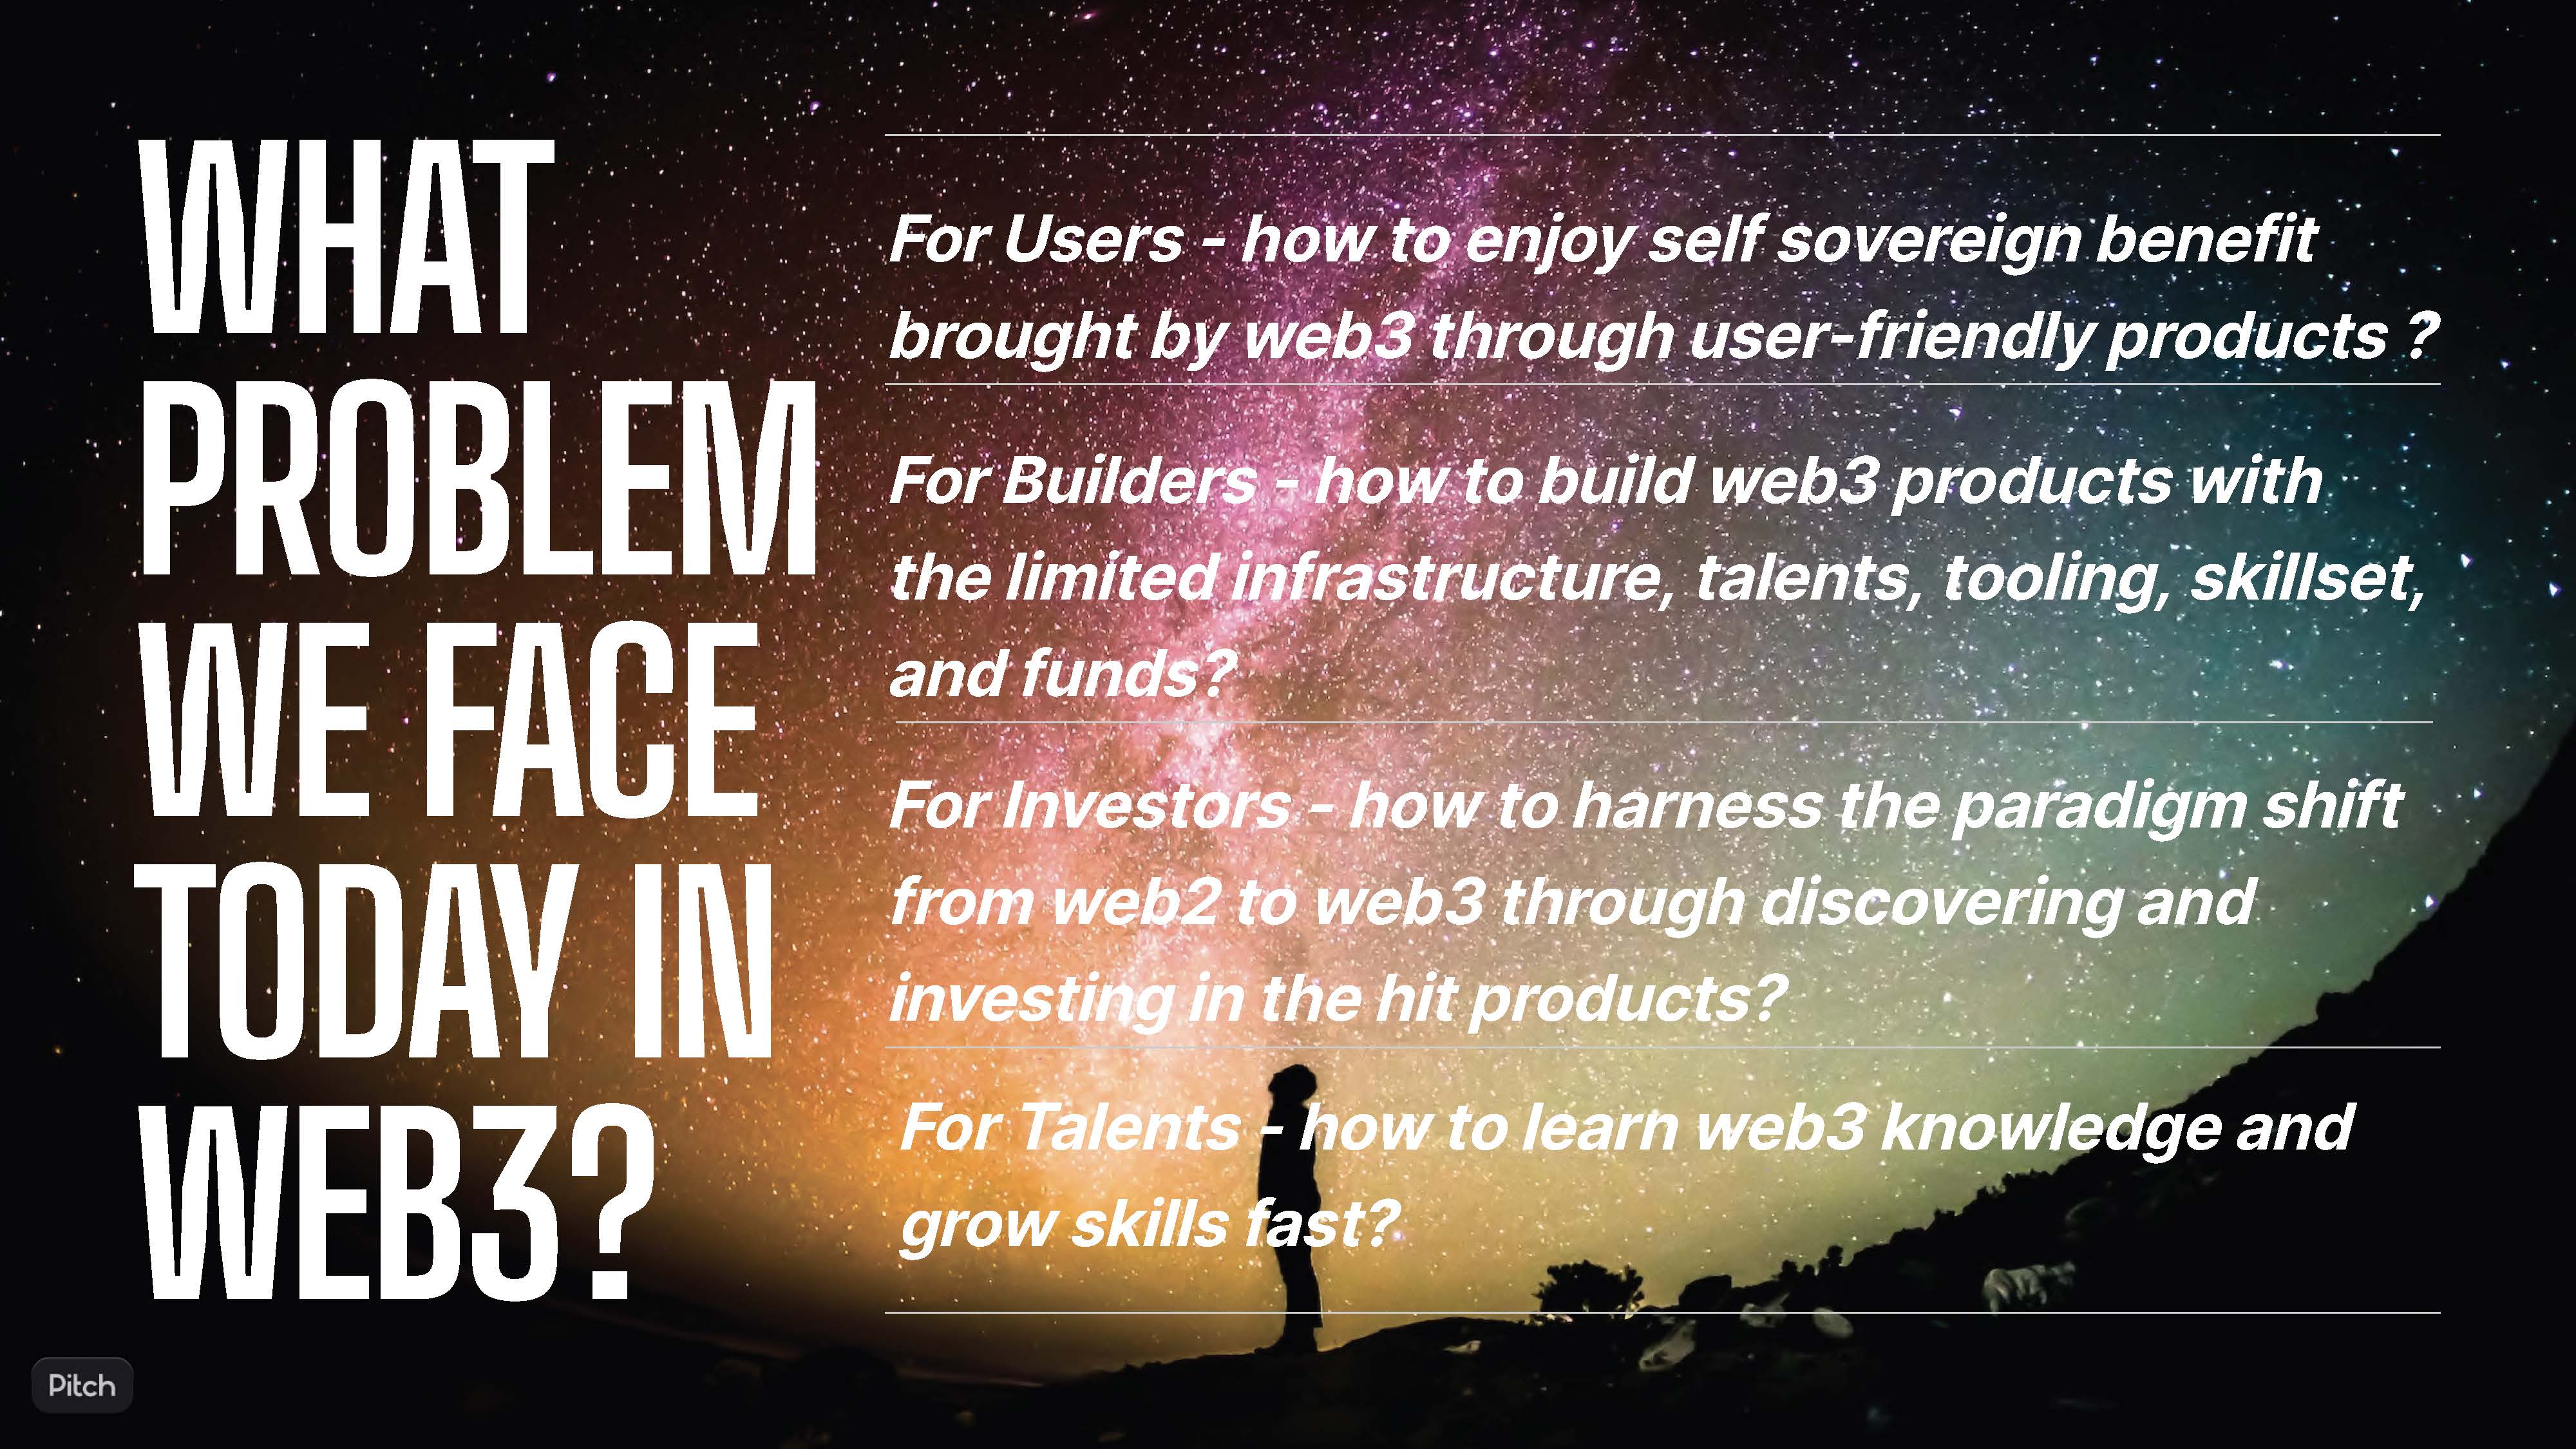 WHAT
PROBLEM
WE FACE
TODAY IN
WEB3?
For Users - how to enjoy self sovereign benefit
brought by web3 through user-friendly products ?
For Builders - how to build web3 products with
the limited infrastructure, talents, tooling, skillset,
and funds?
For Investors - how to harness the paradigm shift
from web2 to web3 through discovering and
investing in the hit products?
For Talents - how to learn web3 knowledge and
grow skills fast?
Pitch